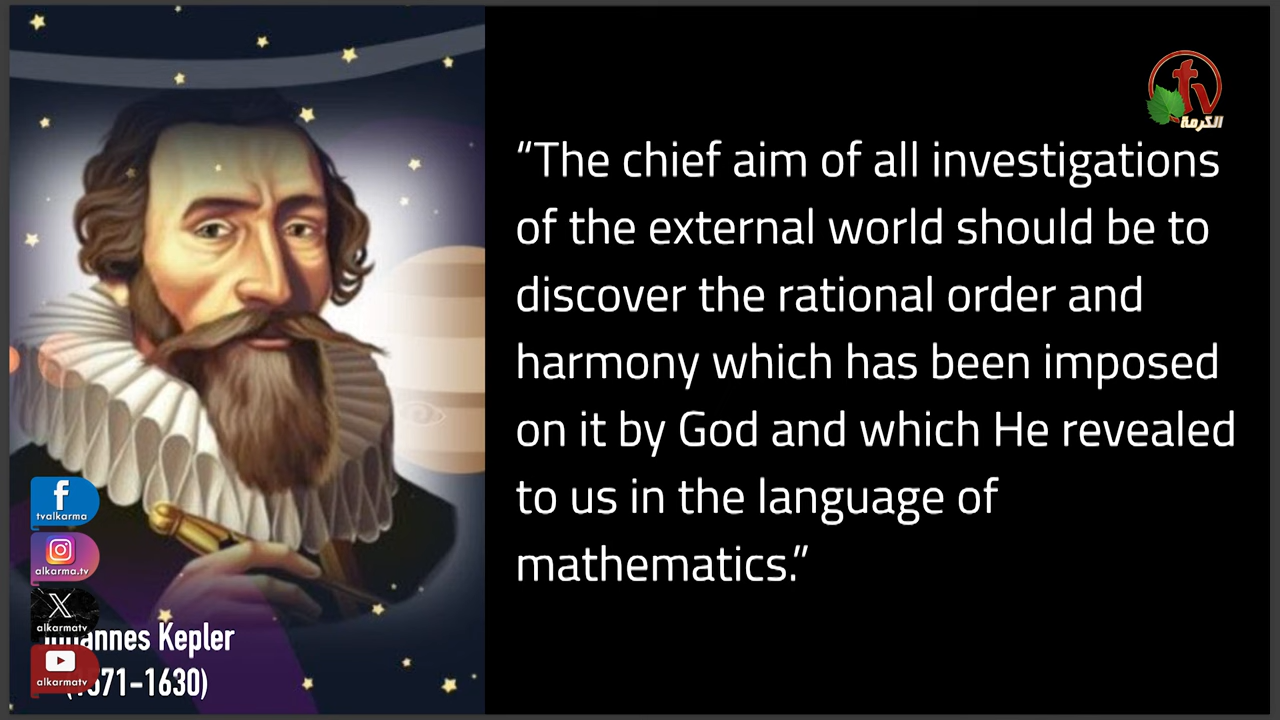 tv
الكرمة
“The chief aim of all investigations
of the external world should be to
discover the rational order and
harmony which has been imposed
on it by God and which He revealed
to us in the language of
mathematics.”
f
tvalkarma
alkarma.tv
X
alkarmatv
alkarmatv
Kepler
1630)